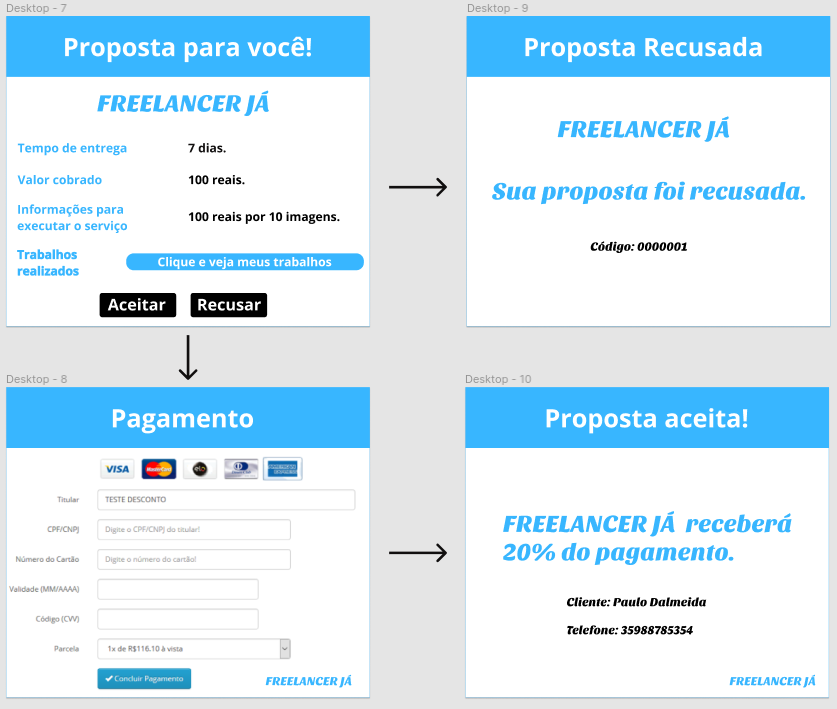 Desktop - 7
Proposta para você!
FREELANCER JÁ
Tempo de entrega
7 dias.
Valor cobrado
100 reais.
Informações para
executar o serviço
100 reais por 10 imagens.
Trabalhos
realizados
Clique e veja meus trabalhos
Aceitar
Recusar
Desktop - 9
Proposta Recusada
FREELANCER JÁ
Sua proposta foi recusada.
Código: 0000001
Desktop - 8
Pagamento
VISA
MasterCard
elo
AMERICAN EXPRESS
Titular
TESTE DESCONTO
CPF/CNPJ
Digite o CPF/CNPJ do titular!
Número do Cartão
Digite o número do cartão!
Validade (MM/AAAA)
Código (CVV)
Parcela
1x de R$116.10 à vista
Concluir Pagamento
FREELANCER JÁ
Desktop - 10
Proposta aceita!
FREELANCER JÁ receberá
20% do pagamento.
Cliente: Paulo Dalmeida
Telefone: 35988785354
FREELANCER JÁ